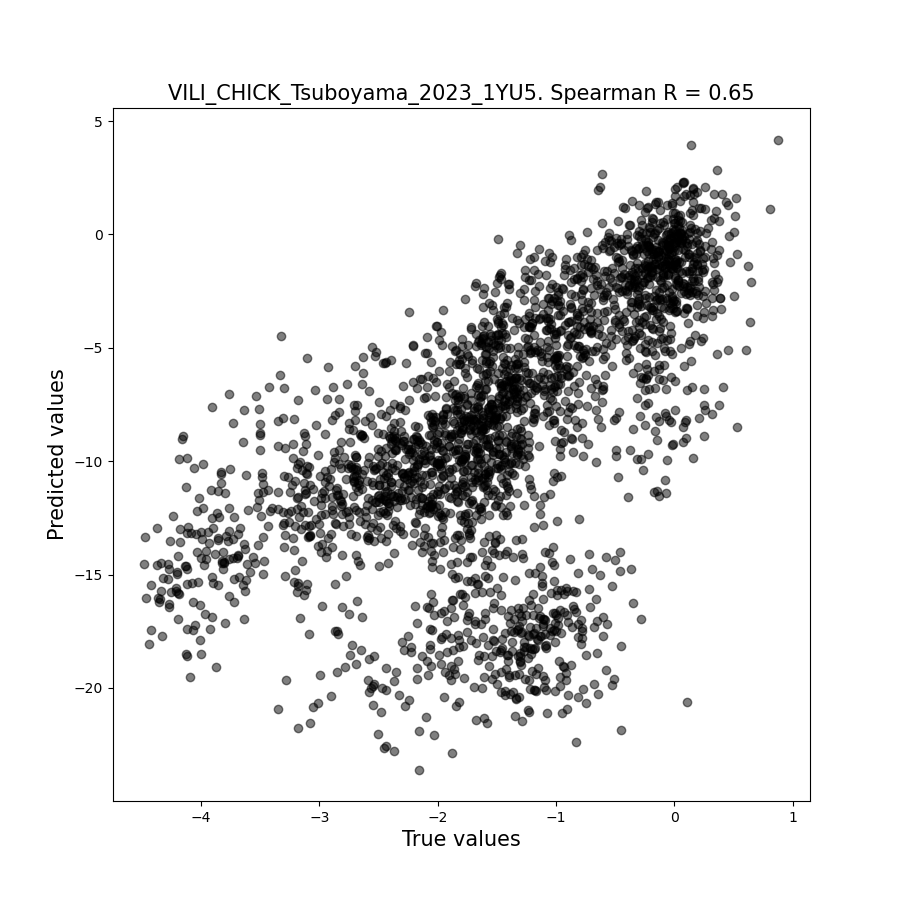 VILI_CHICK_Tsuboyama_2023_1YU5. Spearman R = 0.65
5
0
−5
−10
−15
−20
Predicted values
−4 −3 −2 −1 0 1
True values